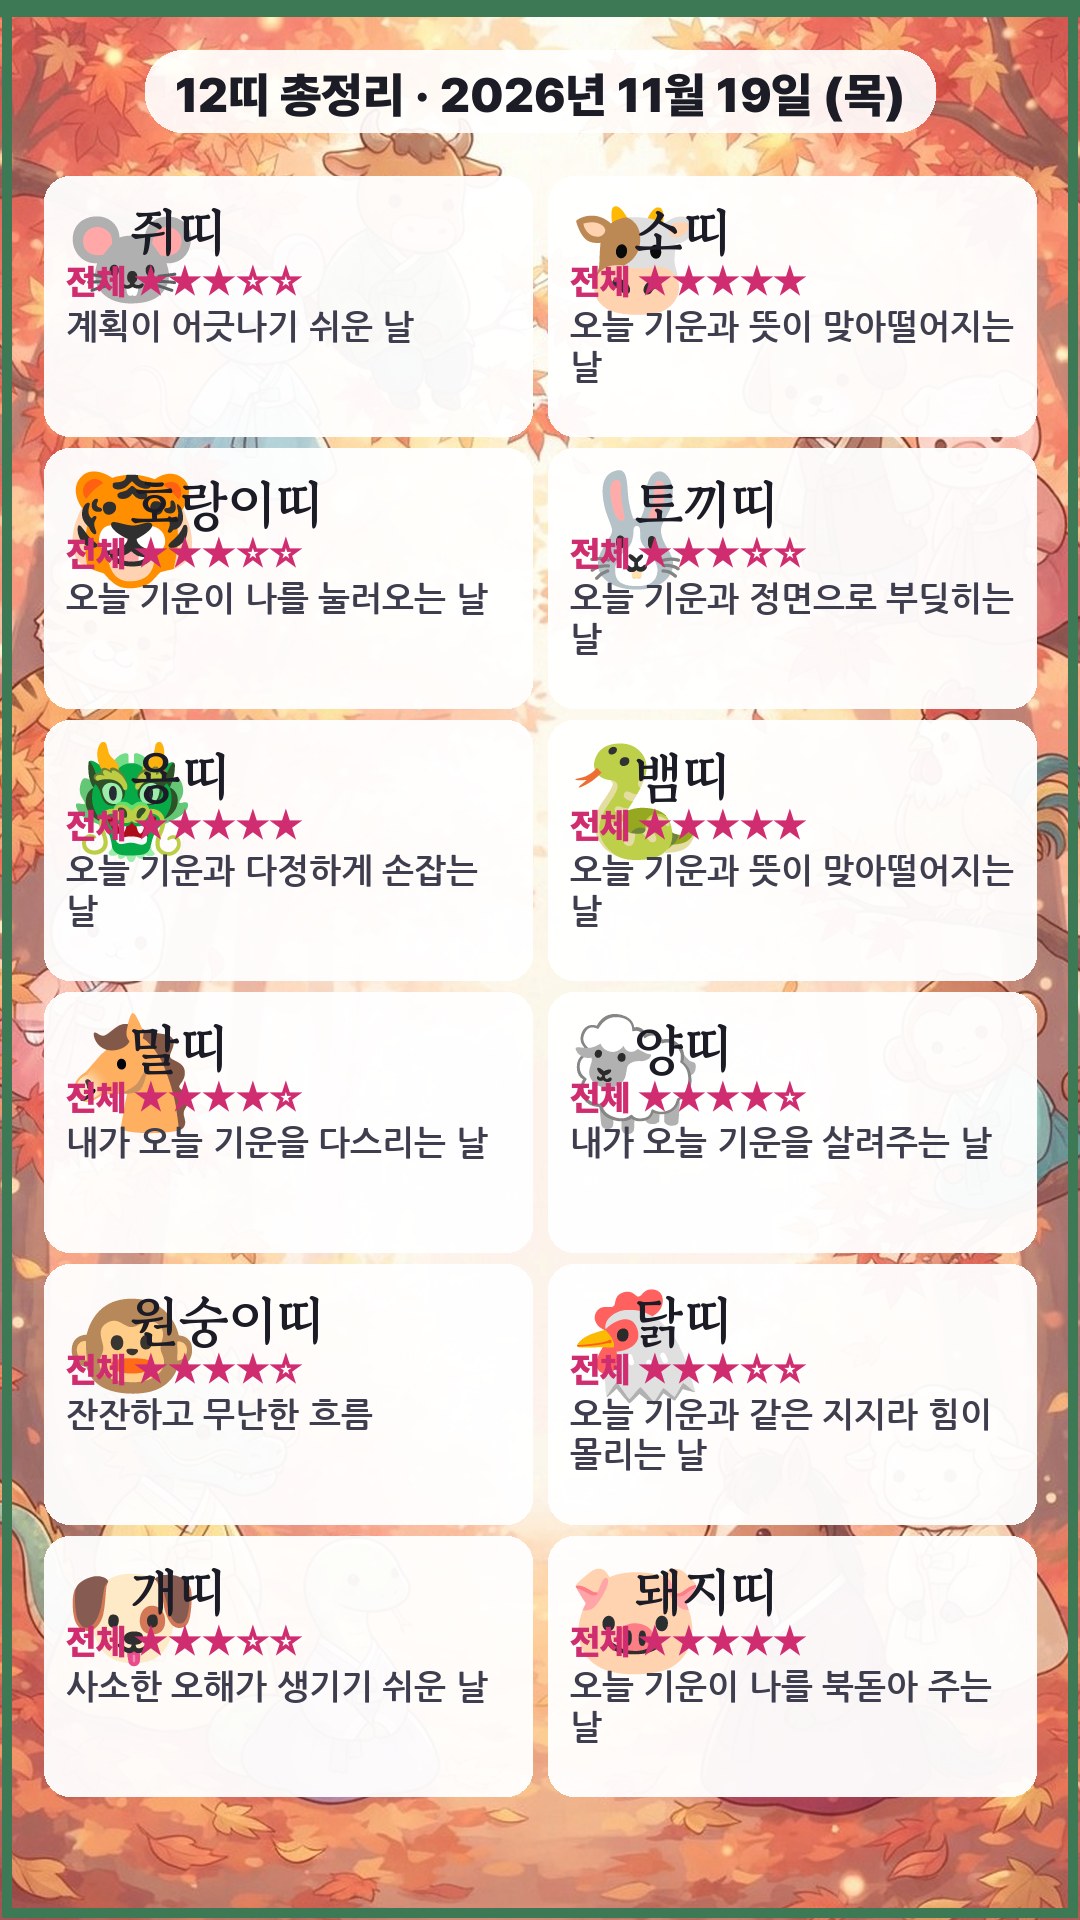 12띠 총정리 · 2026년 11월 19일 (목)
쥐띠
전체 ★★★☆☆
계획이 어긋나기 쉬운 날
소띠
전체 ★★★★★
오늘 기운과 뜻이 맞아떨어지는
날
호랑이띠
전체 ★★★☆☆
오늘 기운이 나를 눌러오는 날
토끼띠
전체 ★★★☆☆
오늘 기운과 정면으로 부딪히는
날
용띠
전체 ★★★★★
오늘 기운과 다정하게 손잡는
날
뱀띠
전체 ★★★★★
오늘 기운과 뜻이 맞아떨어지는
날
말띠
전체 ★★★★☆
내가 오늘 기운을 다스리는 날
양띠
전체 ★★★★☆
내가 오늘 기운을 살려주는 날
원숭이띠
전체 ★★★★☆
잔잔하고 무난한 흐름
닭띠
전체 ★★★☆☆
오늘 기운과 같은 지지라 힘이
몰리는 날
개띠
전체 ★★★☆☆
사소한 오해가 생기기 쉬운 날
돼지띠
전체 ★★★★★
오늘 기운이 나를 북돋아 주는
날